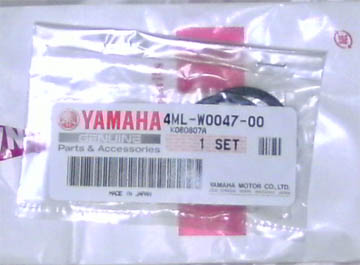 YAMAHA 4ML-W0047-00
GENUINE K080807A
Parts & Accessories 1 SET
MADE IN JAPAN
YAMAHA MOTOR CO., LTD.